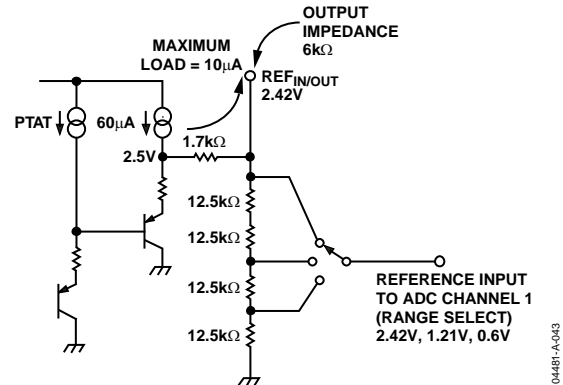 OUTPUT
IMPEDANCE
6kΩ
MAXIMUM
LOAD = 10μA
REFIN/OUT
2.42V
PTAT
60μA
1.7kΩ
2.5V
12.5kΩ
12.5kΩ
12.5kΩ
12.5kΩ
REFERENCE INPUT
TO ADC CHANNEL 1
(RANGE SELECT)
2.42V, 1.21V, 0.6V
04481-A-043